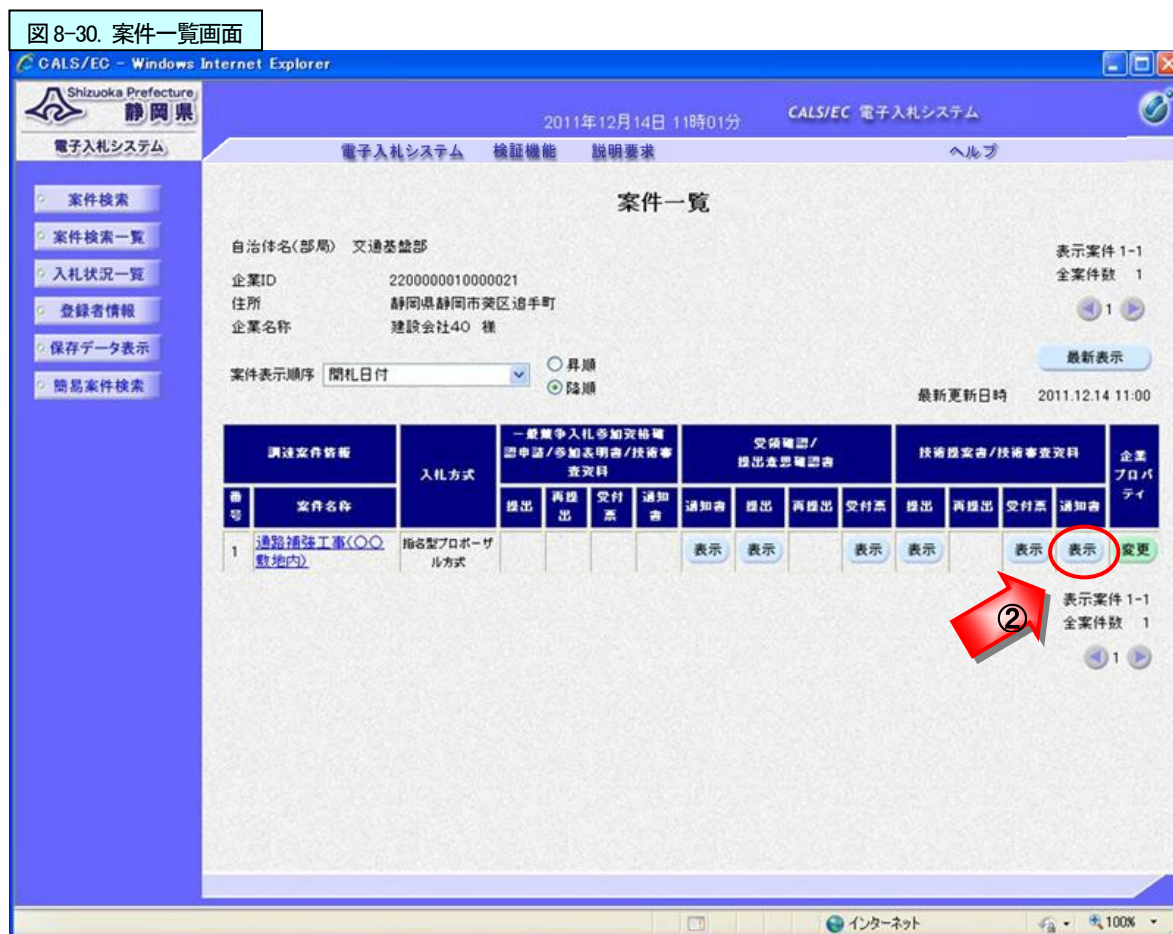 図8-30. 案件一覧画面
CALS/EC - Windows Internet Explorer
Shizuoka Prefecture
静岡県
電子入札システム
2011年12月14日 11時01分
CALS/EC 電子入札システム
電子入札システム 検証機能 説明要求 ヘルプ
案件検索
案件検索一覧
入札状況一覧
登録者情報
保存データ表示
簡易案件検索
案件一覧
自治体名(部局) 交通基盤部
表示案件 1-1
全案件数 1
1
企業ID 2200000010000021
住所 静岡県静岡市葵区追手町
企業名称 建設会社40 様
案件表示順序 開札日付
昇順
降順
最新表示
最新更新日時 2011.12.14 11:00
調達案件情報
入札方式
一般競争入札参加資格確認申請/参加表明書/技術審査資料
受領確認/
提出意思確認書
技術提案書/技術審査資料
企業プロパティ
番号 案件名称 提出 再提出 受付票 通知書 通知書 提出 再提出 受付票 提出 再提出 受付票 通知書
1 道路補強工事(○○敷地内) 指名型プロポーザル方式 表示 表示 表示 表示 表示 表示 変更
②
表示案件 1-1
全案件数 1
1
インターネット
100%